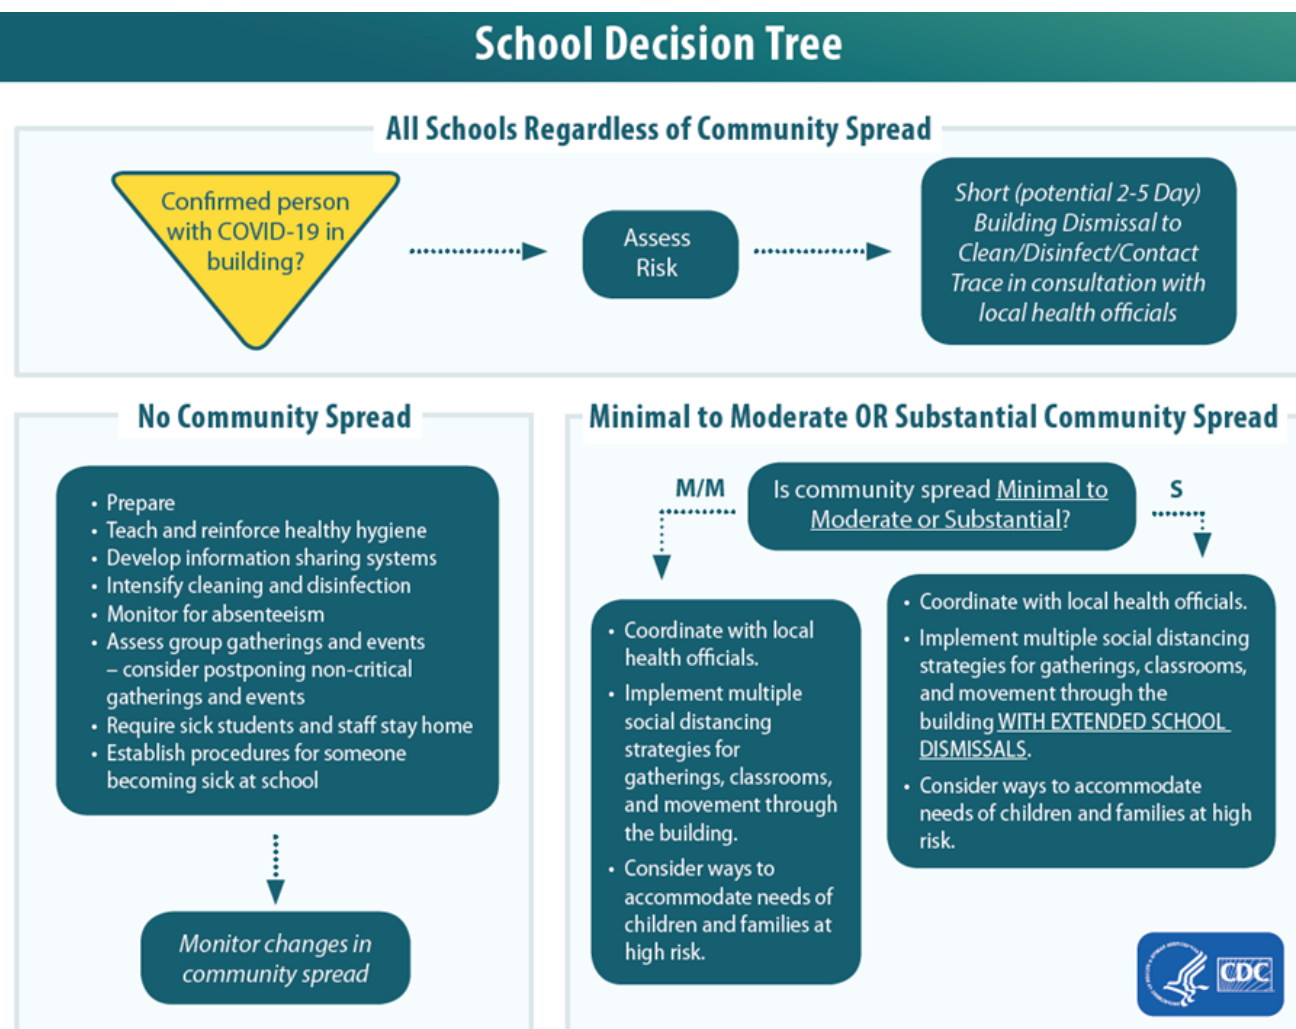 School Decision Tree
All Schools Regardless of Community Spread
Confirmed person
with COVID-19 in
building?
Assess
Risk
Short (potential 2-5 Day)
Building Dismissal to
Clean/Disinfect/Contact
Trace in consultation with
local health officials
No Community Spread
• Prepare
• Teach and reinforce healthy hygiene
• Develop information sharing systems
• Intensify cleaning and disinfection
• Monitor for absenteeism
• Assess group gatherings and events
– consider postponing non-critical
gatherings and events
• Require sick students and staff stay home
• Establish procedures for someone
becoming sick at school
Monitor changes in
community spread
Minimal to Moderate OR Substantial Community Spread
M/M
Is community spread Minimal to
Moderate or Substantial?
S
• Coordinate with local
health officials.
• Implement multiple
social distancing
strategies for
gatherings, classrooms,
and movement through
the building.
• Consider ways to
accommodate needs of
children and families at
high risk.
• Coordinate with local health officials.
• Implement multiple social distancing
strategies for gatherings, classrooms,
and movement through the
building WITH EXTENDED SCHOOL
DISMISSALS.
• Consider ways to accommodate
needs of children and families at high
risk.
CDC